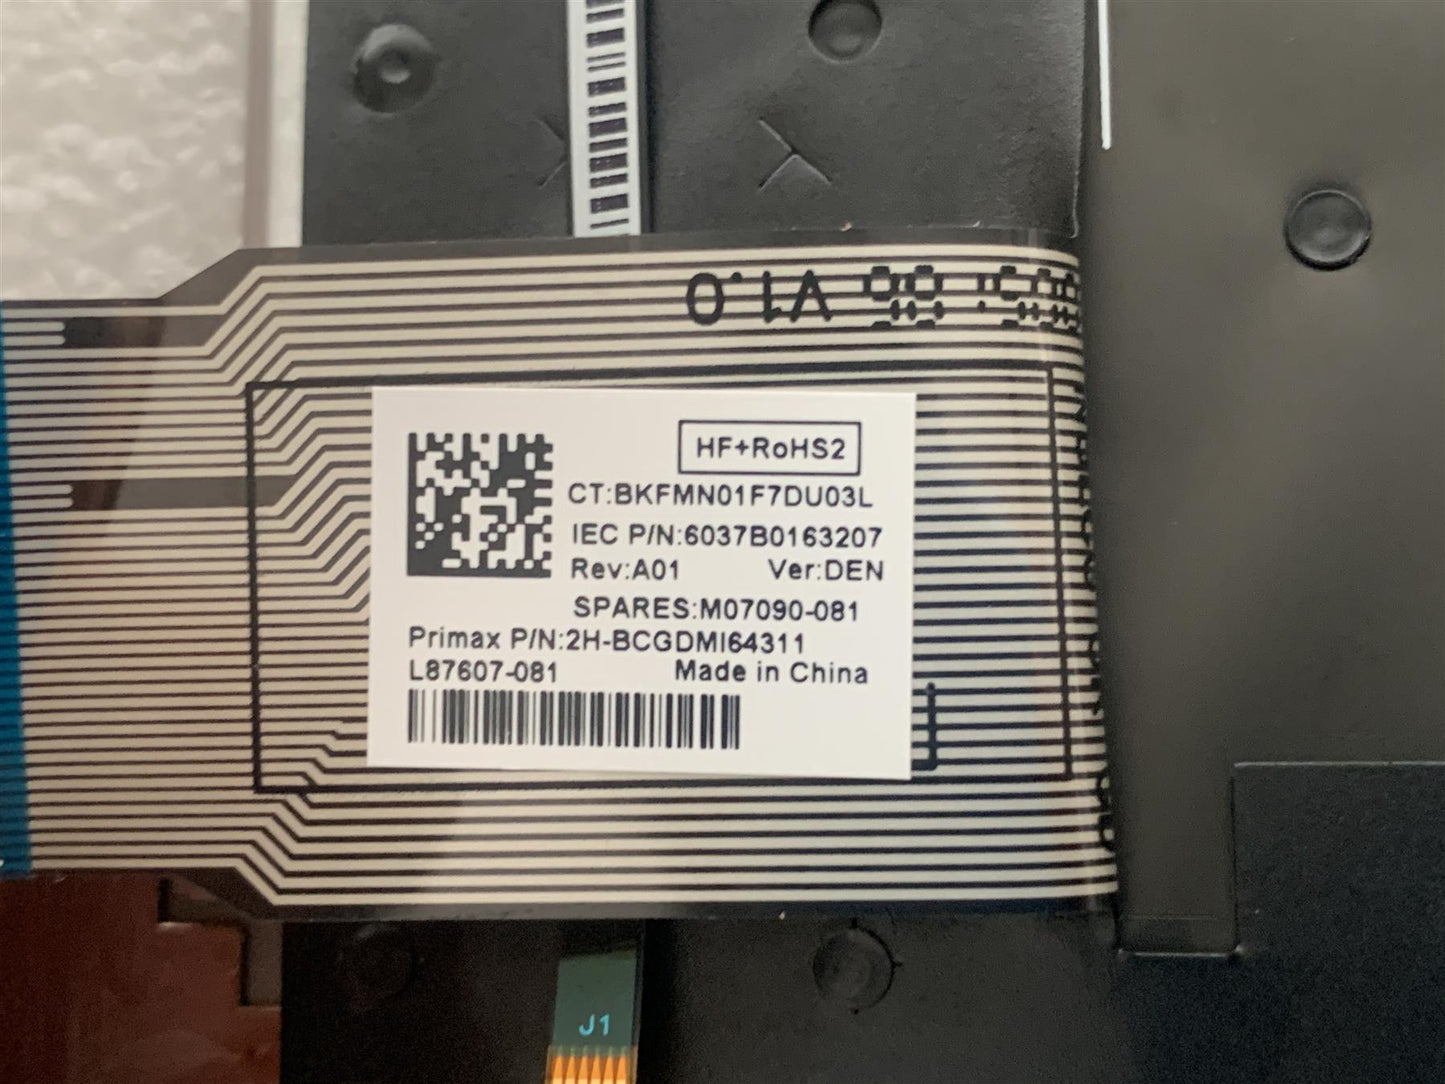 V1.0
HF+RoHS2
CT:BKFMN01F7DU03L
IEC P/N:6037B0163207
Rev:A01 Ver:DEN
SPARES:M07090-081
Primax P/N:2H-BCGDMI64311
L87607-081 Made in China
J1